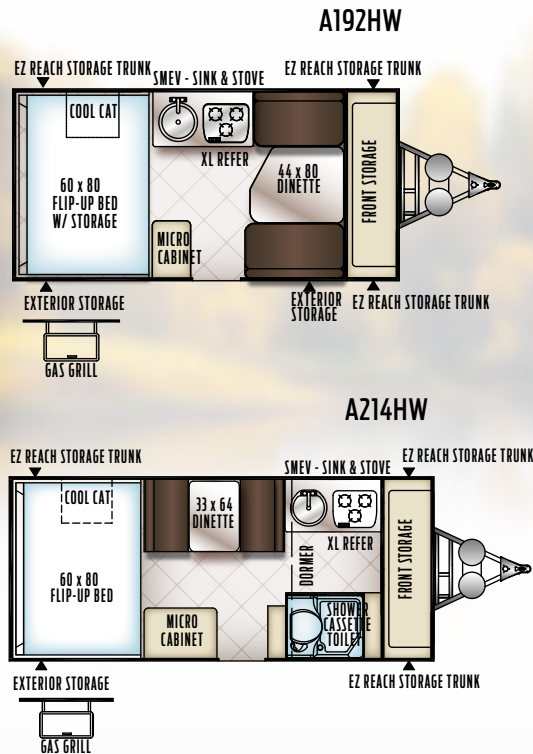 A192HW
EZ REACH STORAGE TRUNK
SMEV - SINK & STOVE
EZ REACH STORAGE TRUNK
COOL CAT
XL REFER
60 x 80
FLIP-UP BED
W/ STORAGE
44 x 80
DINETTE
FRONT STORAGE
MICRO
CABINET
EXTERIOR STORAGE
EXTERIOR
STORAGE
EZ REACH STORAGE TRUNK
GAS GRILL
A214HW
EZ REACH STORAGE TRUNK
SMEV - SINK & STOVE
EZ REACH STORAGE TRUNK
COOL CAT
33 x 64
DINETTE
XL REFER
DORMER
FRONT STORAGE
60 x 80
FLIP-UP BED
MICRO
CABINET
SHOWER
CASSETTE
TOILET
EXTERIOR STORAGE
EZ REACH STORAGE TRUNK
GAS GRILL